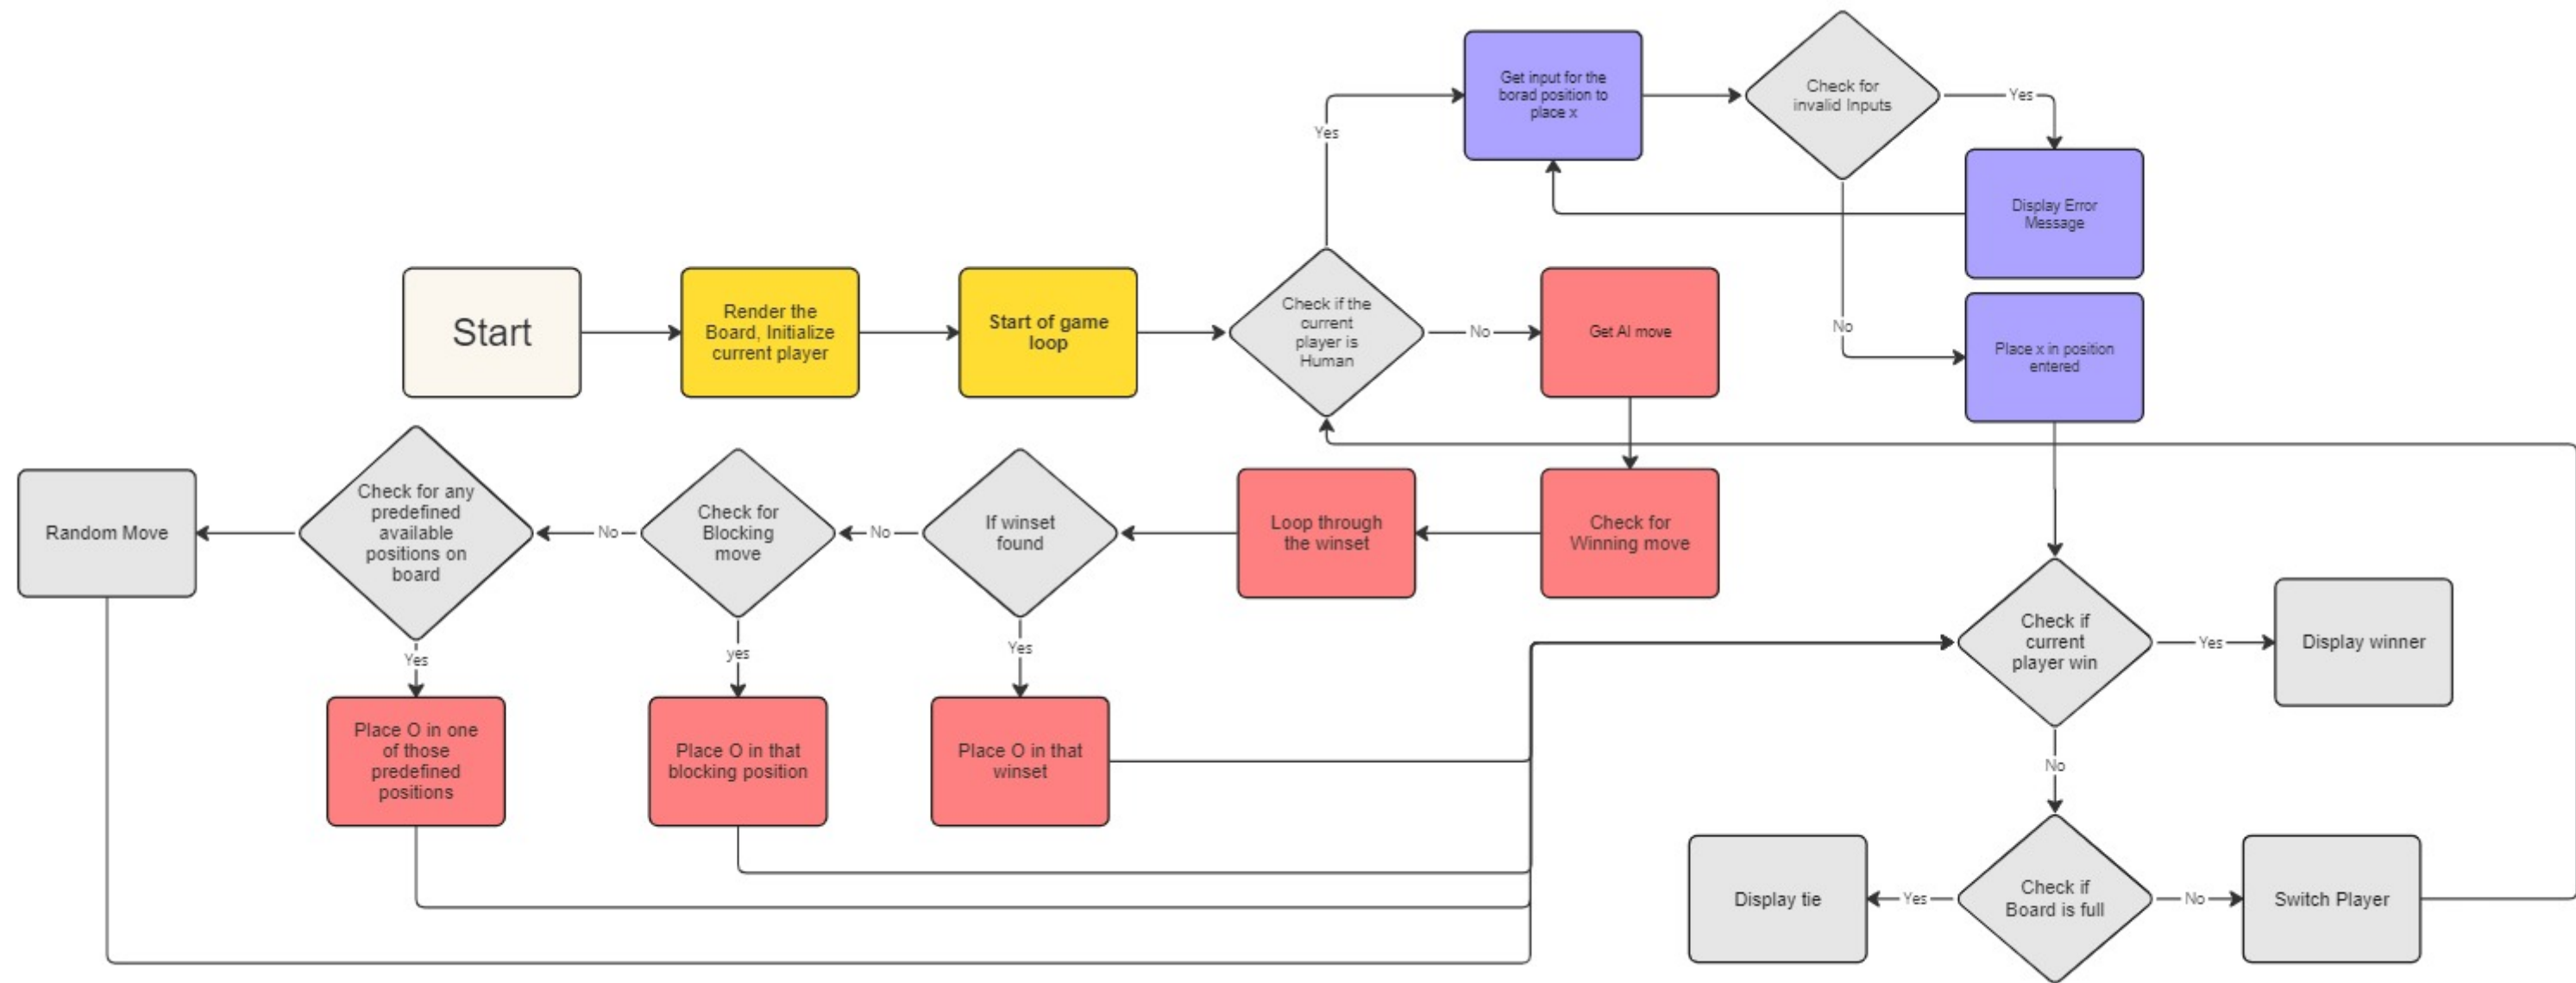 Get input for the
borad position to
place x
Check for
invalid Inputs
Yes
Yes
Display Error
Message
Start
Render the
Board, Initialize
current player
Start of game
loop
Check if the
current
player is
Human
No
Get AI move
No
Place x in position
entered
Random Move
Check for any
predefined
available
positions on
board
No
Check for
Blocking
move
No
If winset
found
Loop through
the winset
Check for
Winning move
Yes
yes
Yes
Check if
current
player win
Yes
Display winner
Place O in one
of those
predefined
positions
Place O in that
blocking position
Place O in that
winset
No
Display tie
Yes
Check if
Board is full
No
Switch Player